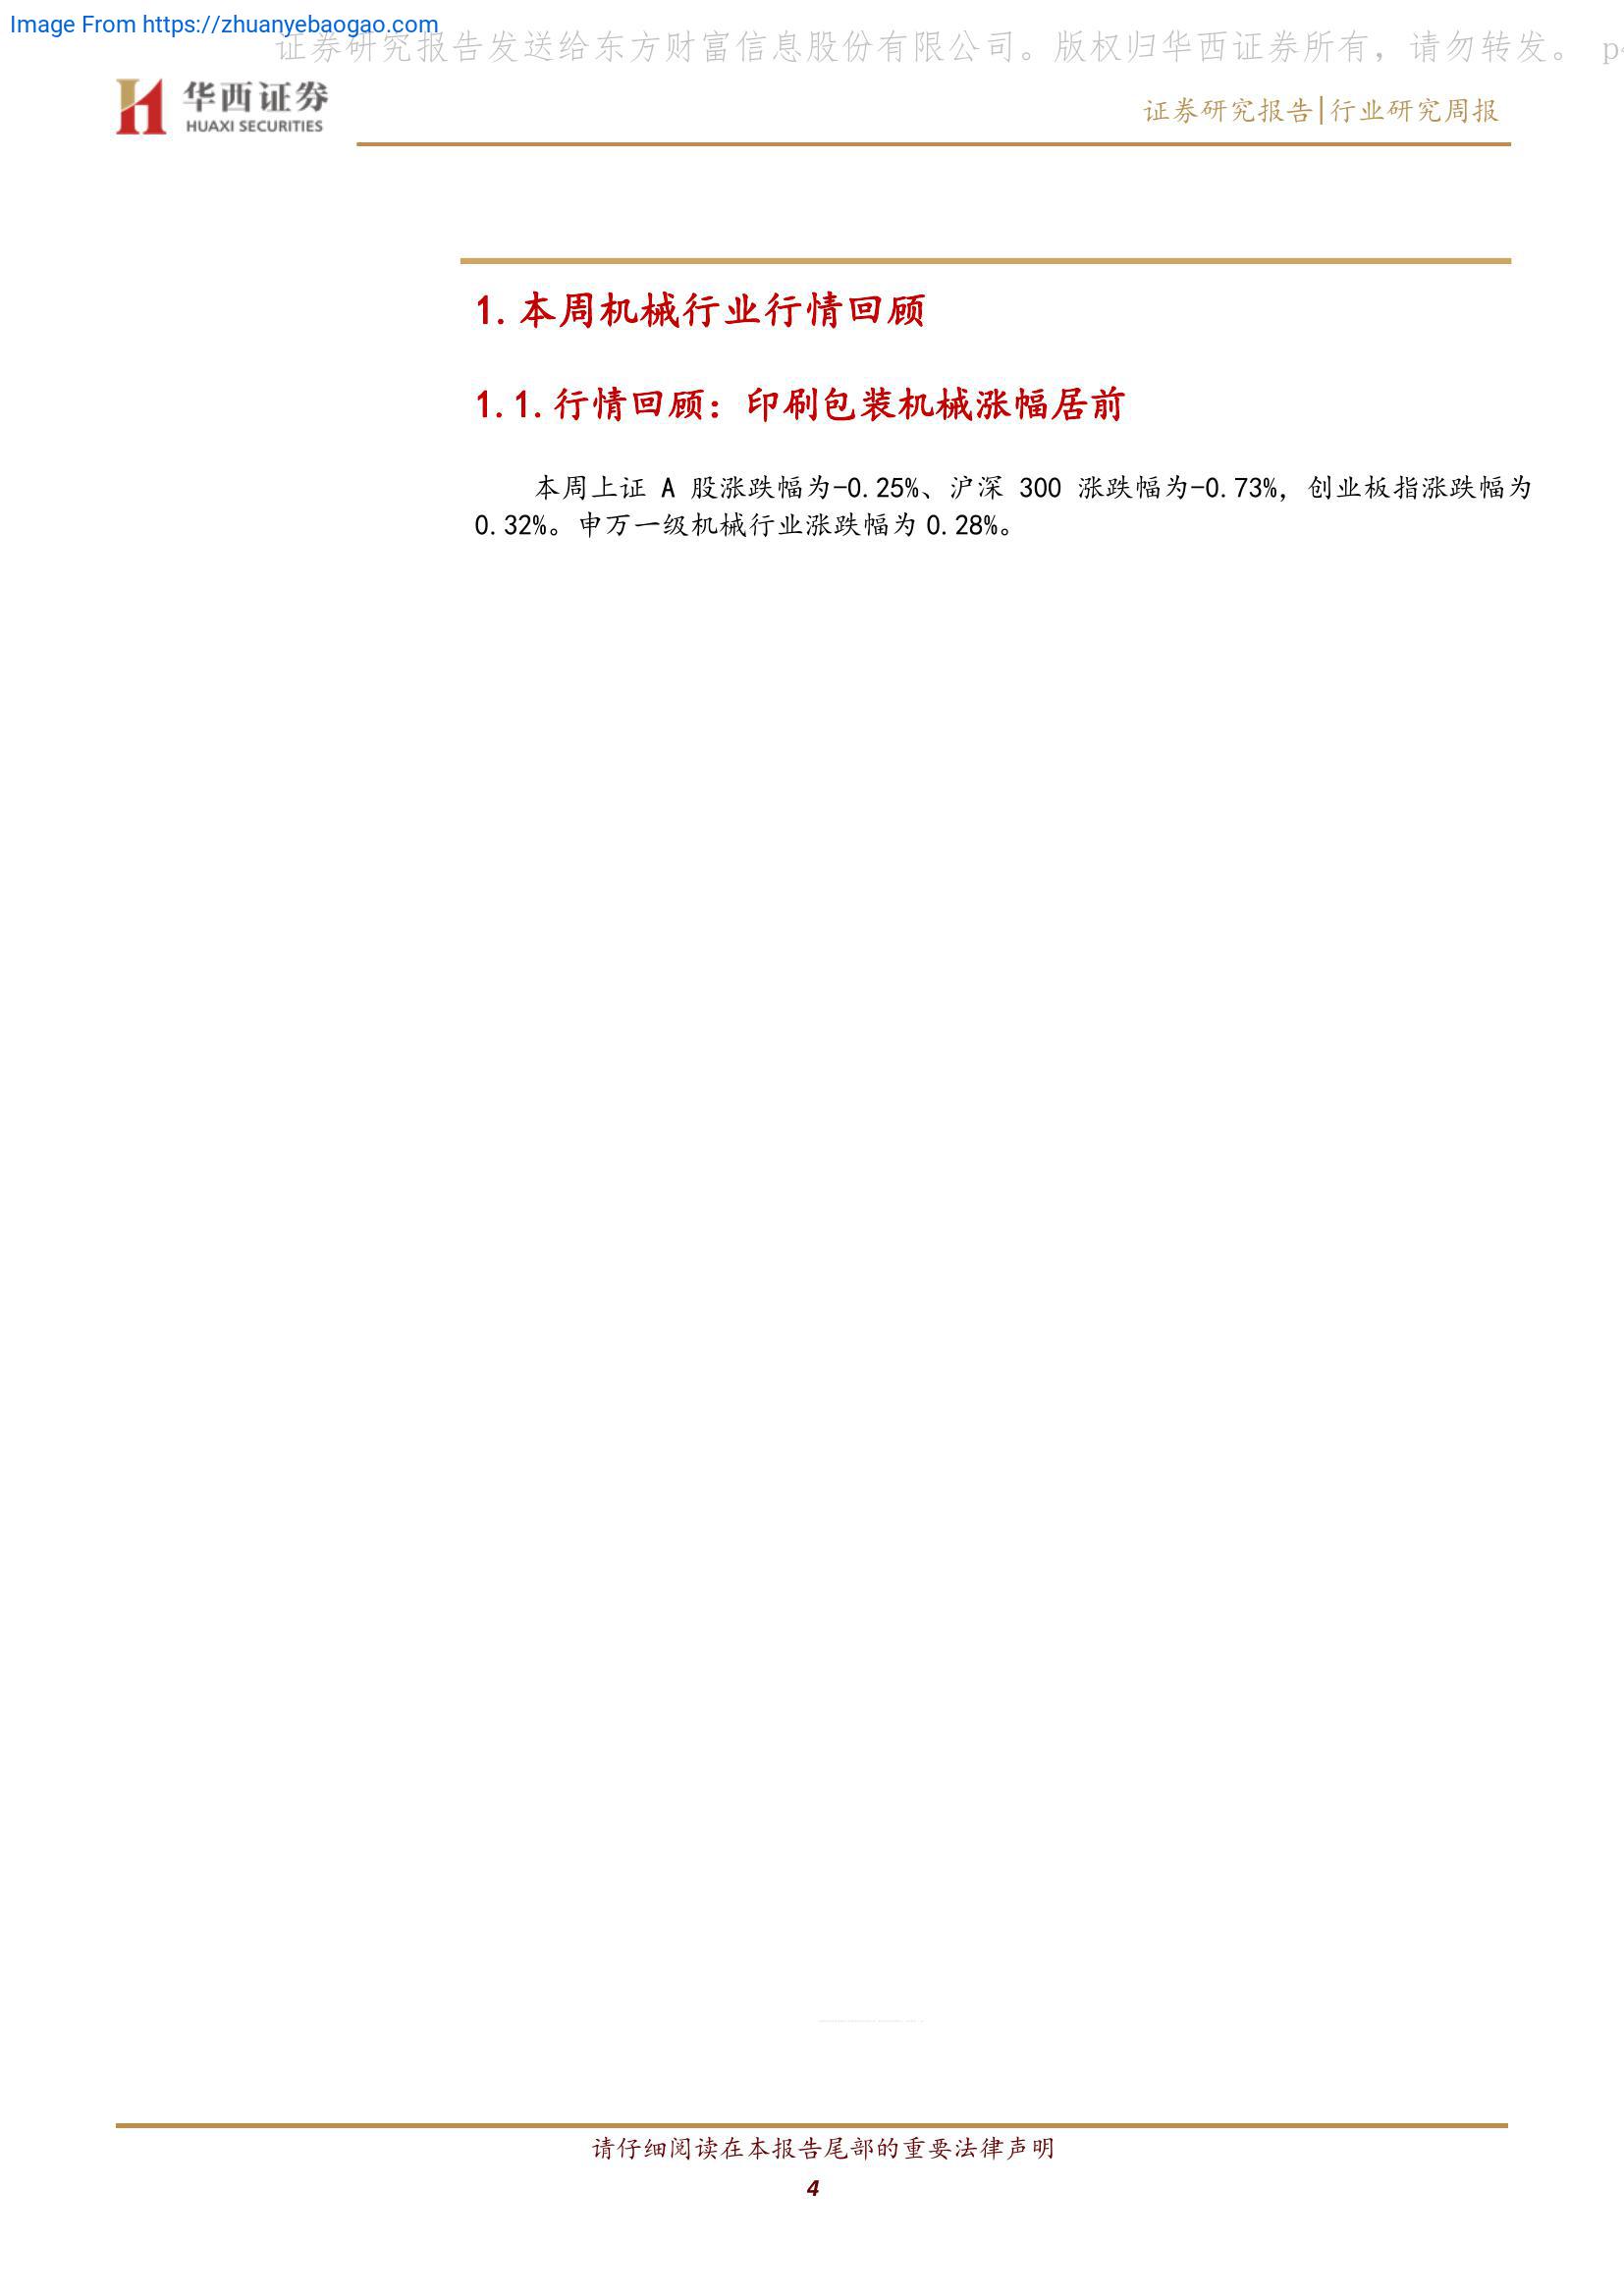 Image From https://zhuanyebaogao.com
证券研究报告发送给东方财富信息股份有限公司。版权归华西证券所有，请勿转发。 p
华西证券
HUAXI SECURITIES
证券研究报告|行业研究周报
1.本周机械行业行情回顾
1.1.行情回顾：印刷包装机械涨幅居前
本周上证 A 股涨跌幅为-0.25%、沪深 300 涨跌幅为-0.73%，创业板指涨跌幅为
0.32%。申万一级机械行业涨跌幅为 0.28%。
请仔细阅读在本报告尾部的重要法律声明
4